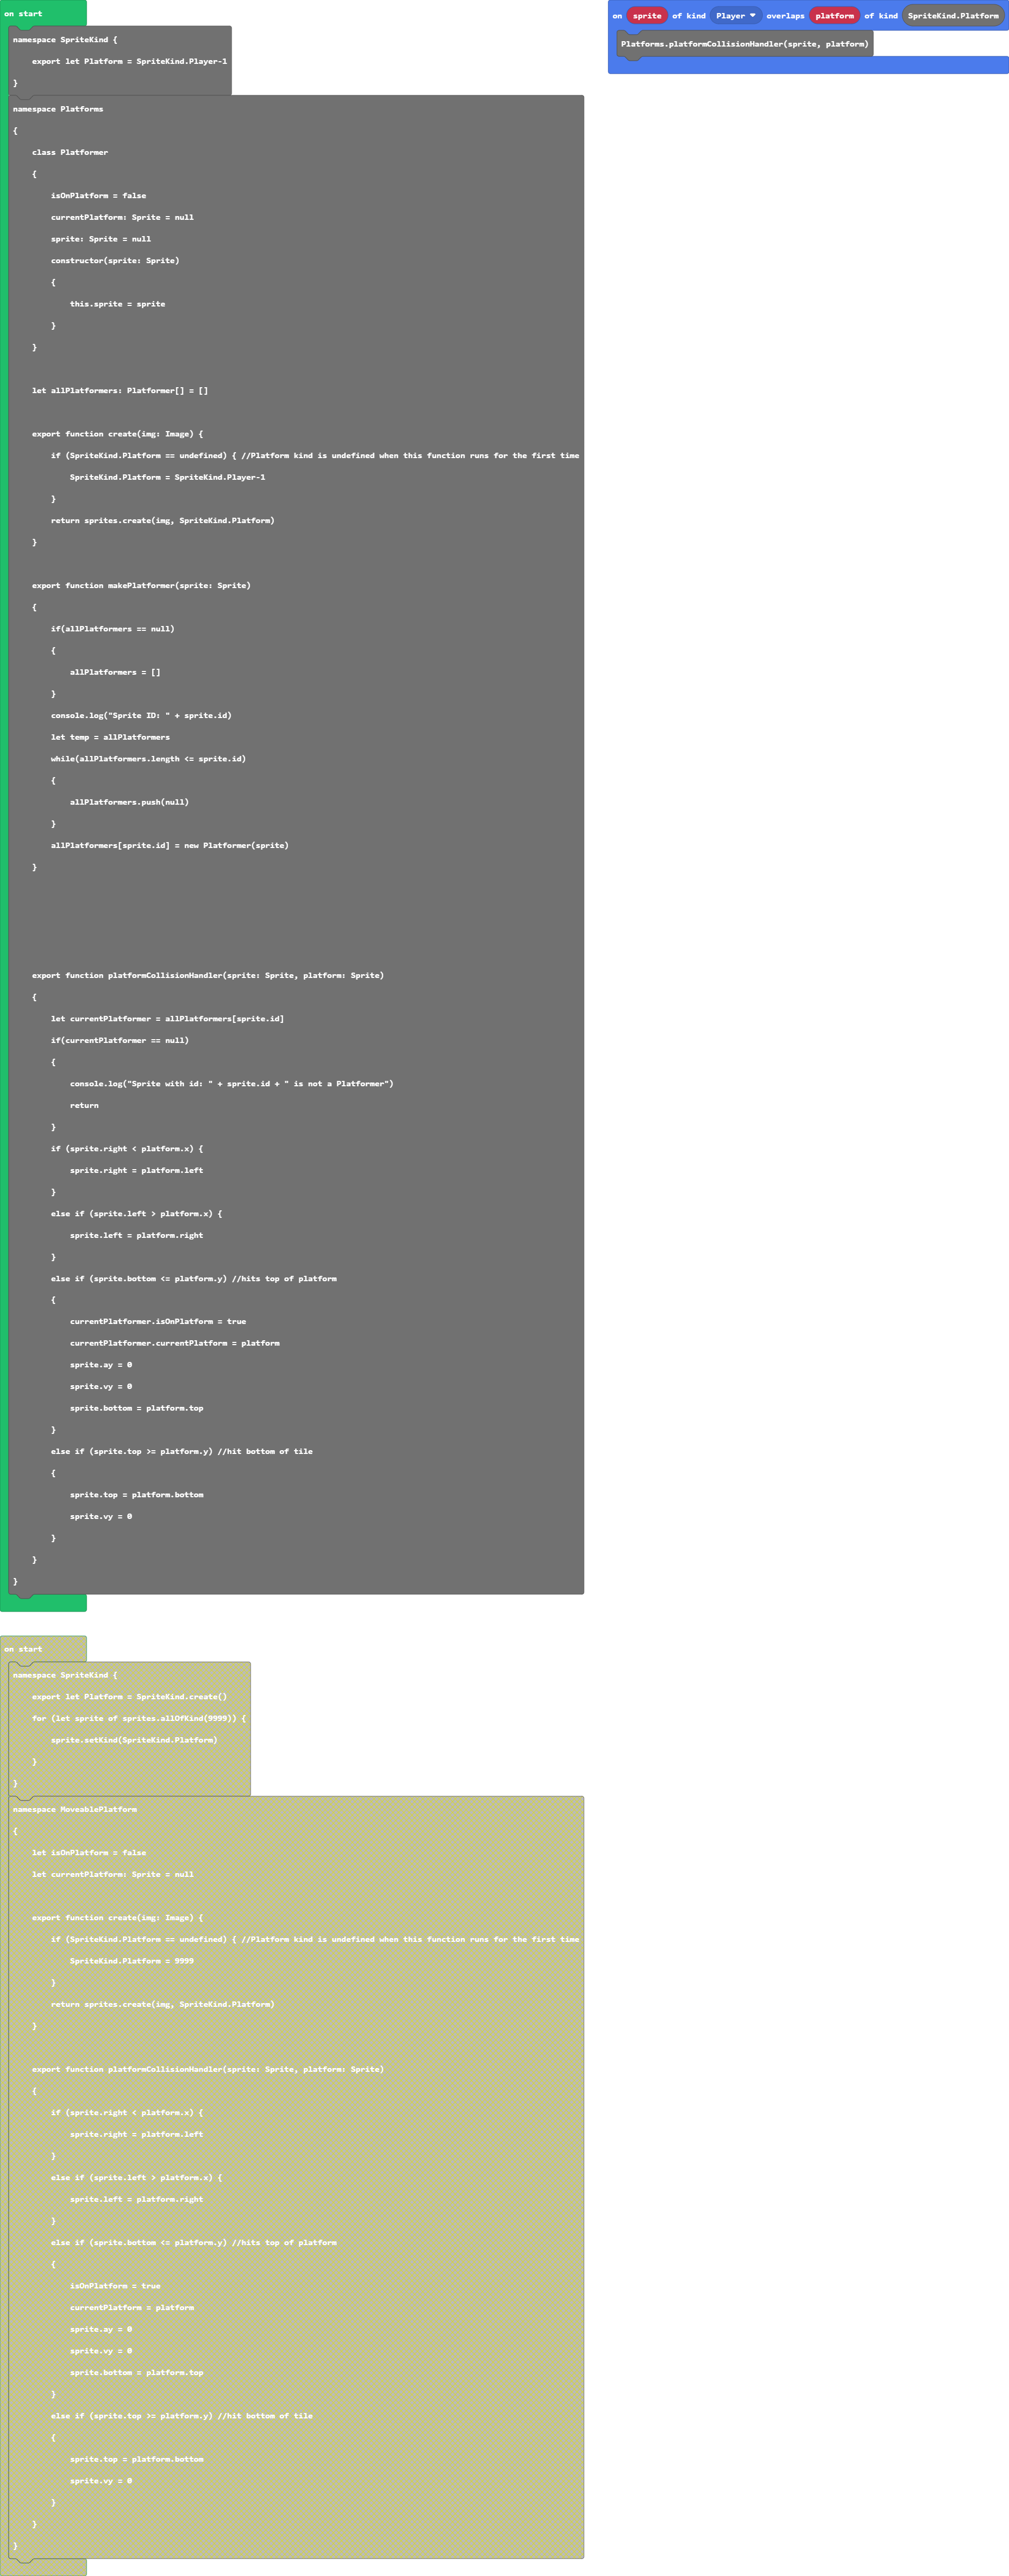 on start
namespace SpriteKind {
    export let Platform = SpriteKind.Player-1
}
namespace Platforms
{
    class Platformer
    {
        isOnPlatform = false
        currentPlatform: Sprite = null
        sprite: Sprite = null
        constructor(sprite: Sprite)
        {
            this.sprite = sprite
        }
    }
    let allPlatformers: Platformer[] = []
    export function create(img: Image) {
        if (SpriteKind.Platform == undefined) { //Platform kind is undefined when this function runs for the first time
            SpriteKind.Platform = SpriteKind.Player-1
        }
        return sprites.create(img, SpriteKind.Platform)
    }
    export function makePlatformer(sprite: Sprite)
    {
        if(allPlatformers == null)
        {
            allPlatformers = []
        }
        console.log("Sprite ID: " + sprite.id)
        let temp = allPlatformers
        while(allPlatformers.length <= sprite.id)
        {
            allPlatformers.push(null)
        }
        allPlatformers[sprite.id] = new Platformer(sprite)
    }
    export function platformCollisionHandler(sprite: Sprite, platform: Sprite)
    {
        let currentPlatformer = allPlatformers[sprite.id]
        if(currentPlatformer == null)
        {
            console.log("Sprite with id: " + sprite.id + " is not a Platformer")
            return
        }
        if (sprite.right < platform.x) {
            sprite.right = platform.left
        }
        else if (sprite.left > platform.x) {
            sprite.left = platform.right
        }
        else if (sprite.bottom <= platform.y) //hits top of platform
        {
            currentPlatformer.isOnPlatform = true
            currentPlatformer.currentPlatform = platform
            sprite.ay = 0
            sprite.vy = 0
            sprite.bottom = platform.top
        }
        else if (sprite.top >= platform.y) //hit bottom of tile
        {
            sprite.top = platform.bottom
            sprite.vy = 0
        }
    }
}
on sprite of kind Player overlaps platform of kind SpriteKind.Platform
Platforms.platformCollisionHandler(sprite, platform)
on start
namespace SpriteKind {
    export let Platform = SpriteKind.create()
    for (let sprite of sprites.allOfKind(9999)) {
        sprite.setKind(SpriteKind.Platform)
    }
}
namespace MoveablePlatform
{
    let isOnPlatform = false
    let currentPlatform: Sprite = null
    export function create(img: Image) {
        if (SpriteKind.Platform == undefined) { //Platform kind is undefined when this function runs for the first time
            SpriteKind.Platform = 9999
        }
        return sprites.create(img, SpriteKind.Platform)
    }
    export function platformCollisionHandler(sprite: Sprite, platform: Sprite)
    {
        if (sprite.right < platform.x) {
            sprite.right = platform.left
        }
        else if (sprite.left > platform.x) {
            sprite.left = platform.right
        }
        else if (sprite.bottom <= platform.y) //hits top of platform
        {
            isOnPlatform = true
            currentPlatform = platform
            sprite.ay = 0
            sprite.vy = 0
            sprite.bottom = platform.top
        }
        else if (sprite.top >= platform.y) //hit bottom of tile
        {
            sprite.top = platform.bottom
            sprite.vy = 0
        }
    }
}